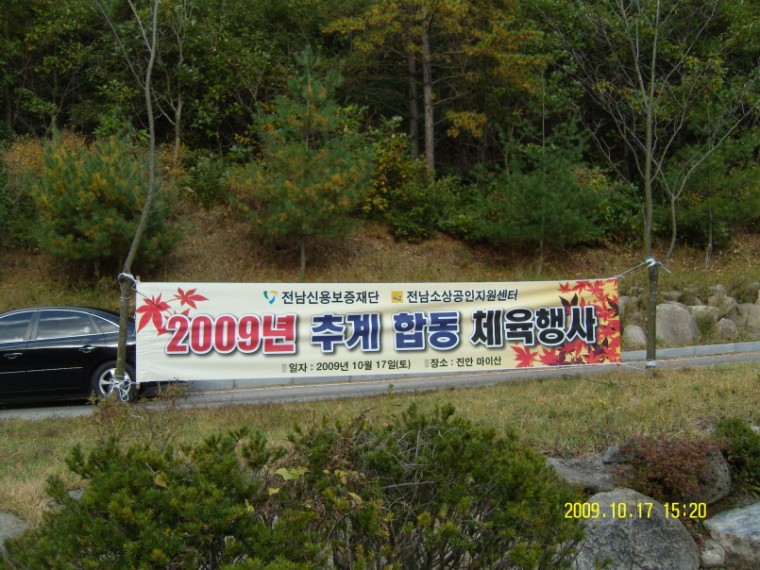 전남신용보증재단 전남소상공인지원센터
2009년 추계 합동 체육행사
일자 : 2009년 10월 17일(토) 장소 : 진안 마이산
2009.10.17 15:20